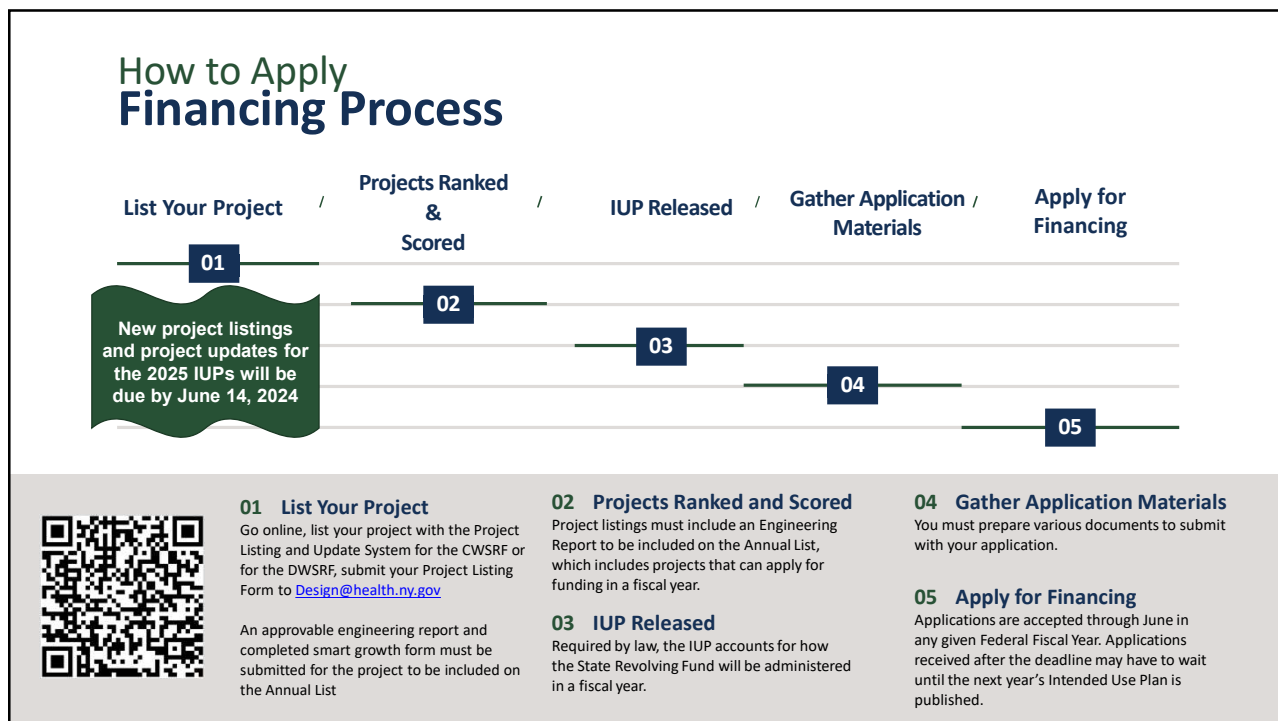 How to Apply
Financing Process
List Your Project
/
Projects Ranked
&
Scored
/
IUP Released
/
Gather Application
Materials
/
Apply for
Financing
01
02
03
04
05
New project listings
and project updates for
the 2025 IUPs will be
due by June 14, 2024
01 List Your Project
Go online, list your project with the Project
Listing and Update System for the CWSRF or
for the DWSRF, submit your Project Listing
Form to Design@health.ny.gov
An approvable engineering report and
completed smart growth form must be
submitted for the project to be included on
the Annual List
02 Projects Ranked and Scored
Project listings must include an Engineering
Report to be included on the Annual List,
which includes projects that can apply for
funding in a fiscal year.
03 IUP Released
Required by law, the IUP accounts for how
the State Revolving Fund will be administered
in a fiscal year.
04 Gather Application Materials
You must prepare various documents to submit
with your application.
05 Apply for Financing
Applications are accepted through June in
any given Federal Fiscal Year. Applications
received after the deadline may have to wait
until the next year’s Intended Use Plan is
published.